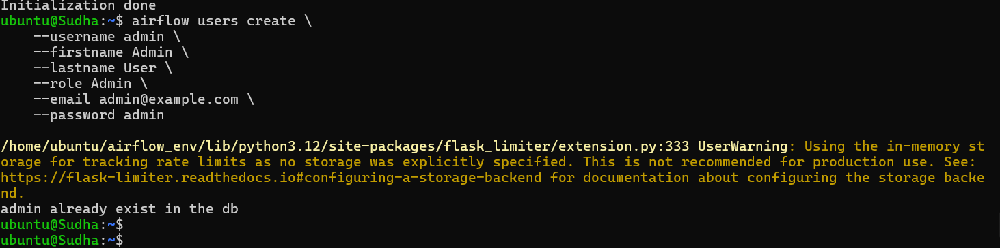 Initialization done
ubuntu@Sudha:~$ airflow users create \
    --username admin \
    --firstname Admin \
    --lastname User \
    --role Admin \
    --email admin@example.com \
    --password admin
/home/ubuntu/airflow_env/lib/python3.12/site-packages/flask_limiter/extension.py:333 UserWarning: Using the in-memory st
orage for tracking rate limits as no storage was explicitly specified. This is not recommended for production use. See:
https://flask-limiter.readthedocs.io#configuring-a-storage-backend for documentation about configuring the storage backe
nd.
admin already exist in the db
ubuntu@Sudha:~$
ubuntu@Sudha:~$